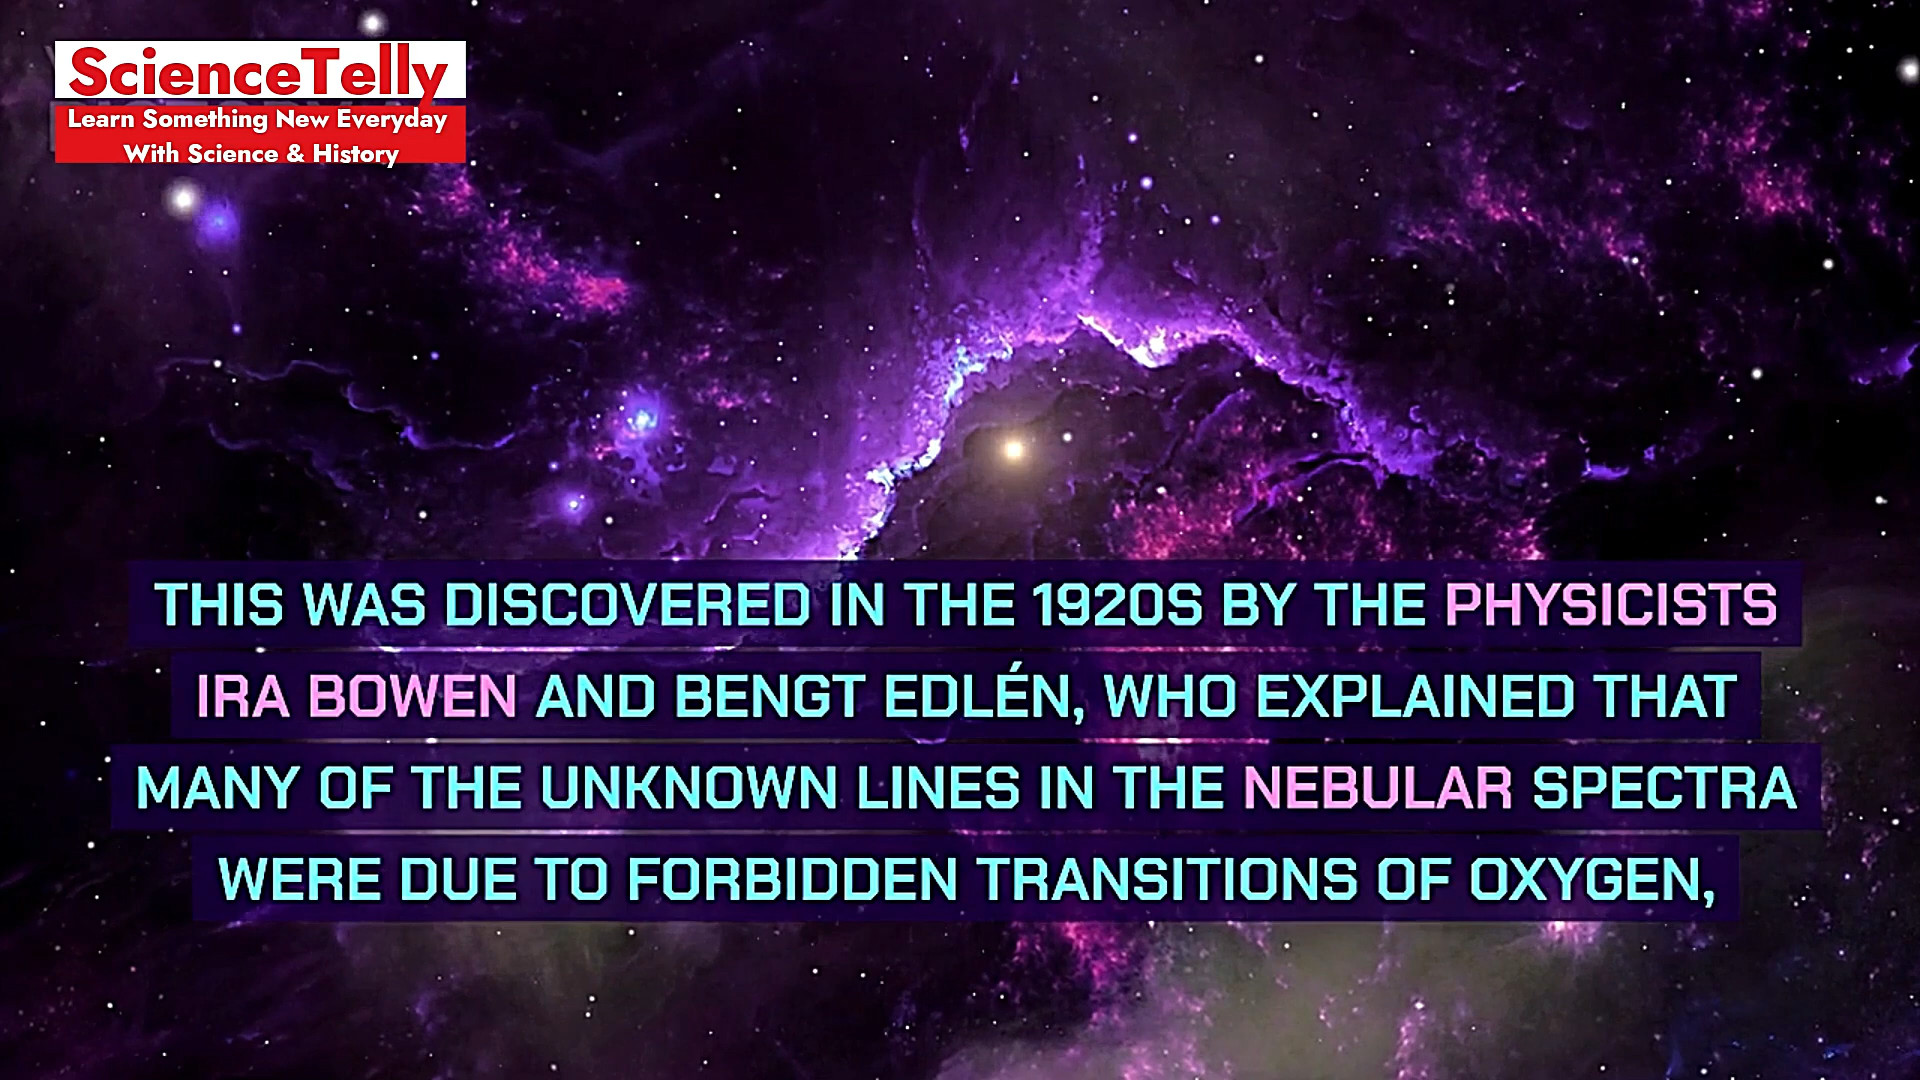 ScienceTelly
Learn Something New Everyday
With Science & History
THIS WAS DISCOVERED IN THE 1920S BY THE PHYSICISTS
IRA BOWEN AND BENGT EDLÉN, WHO EXPLAINED THAT
MANY OF THE UNKNOWN LINES IN THE NEBULAR SPECTRA
WERE DUE TO FORBIDDEN TRANSITIONS OF OXYGEN,